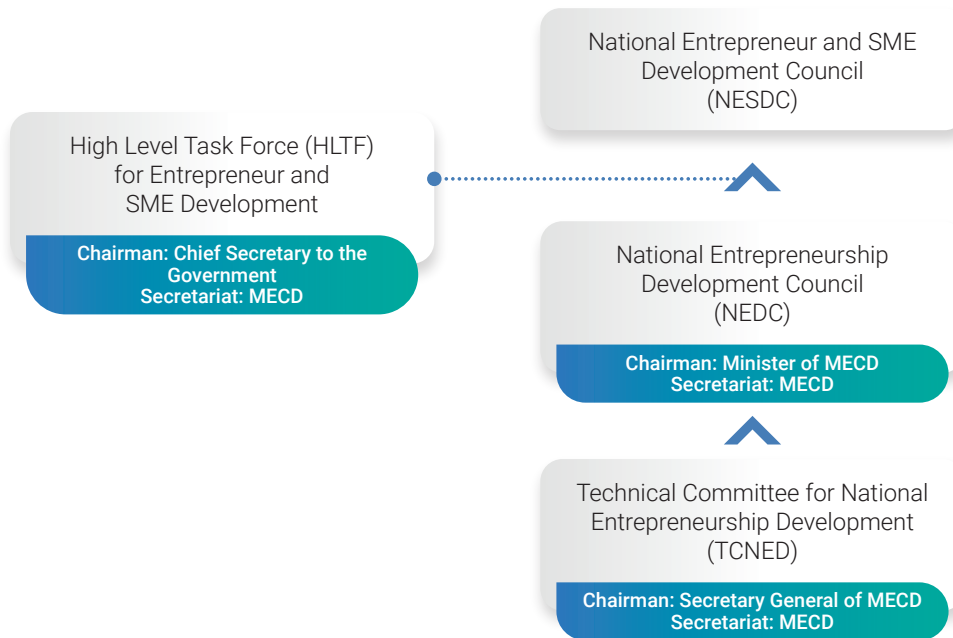 National Entrepreneur and SME
Development Council
(NESDC)
High Level Task Force (HLTF)
for Entrepreneur and
SME Development
Chairman: Chief Secretary to the
Government
Secretariat: MECD
National Entrepreneurship
Development Council
(NEDC)
Chairman: Minister of MECD
Secretariat: MECD
Technical Committee for National
Entrepreneurship Development
(TCNED)
Chairman: Secretary General of MECD
Secretariat: MECD